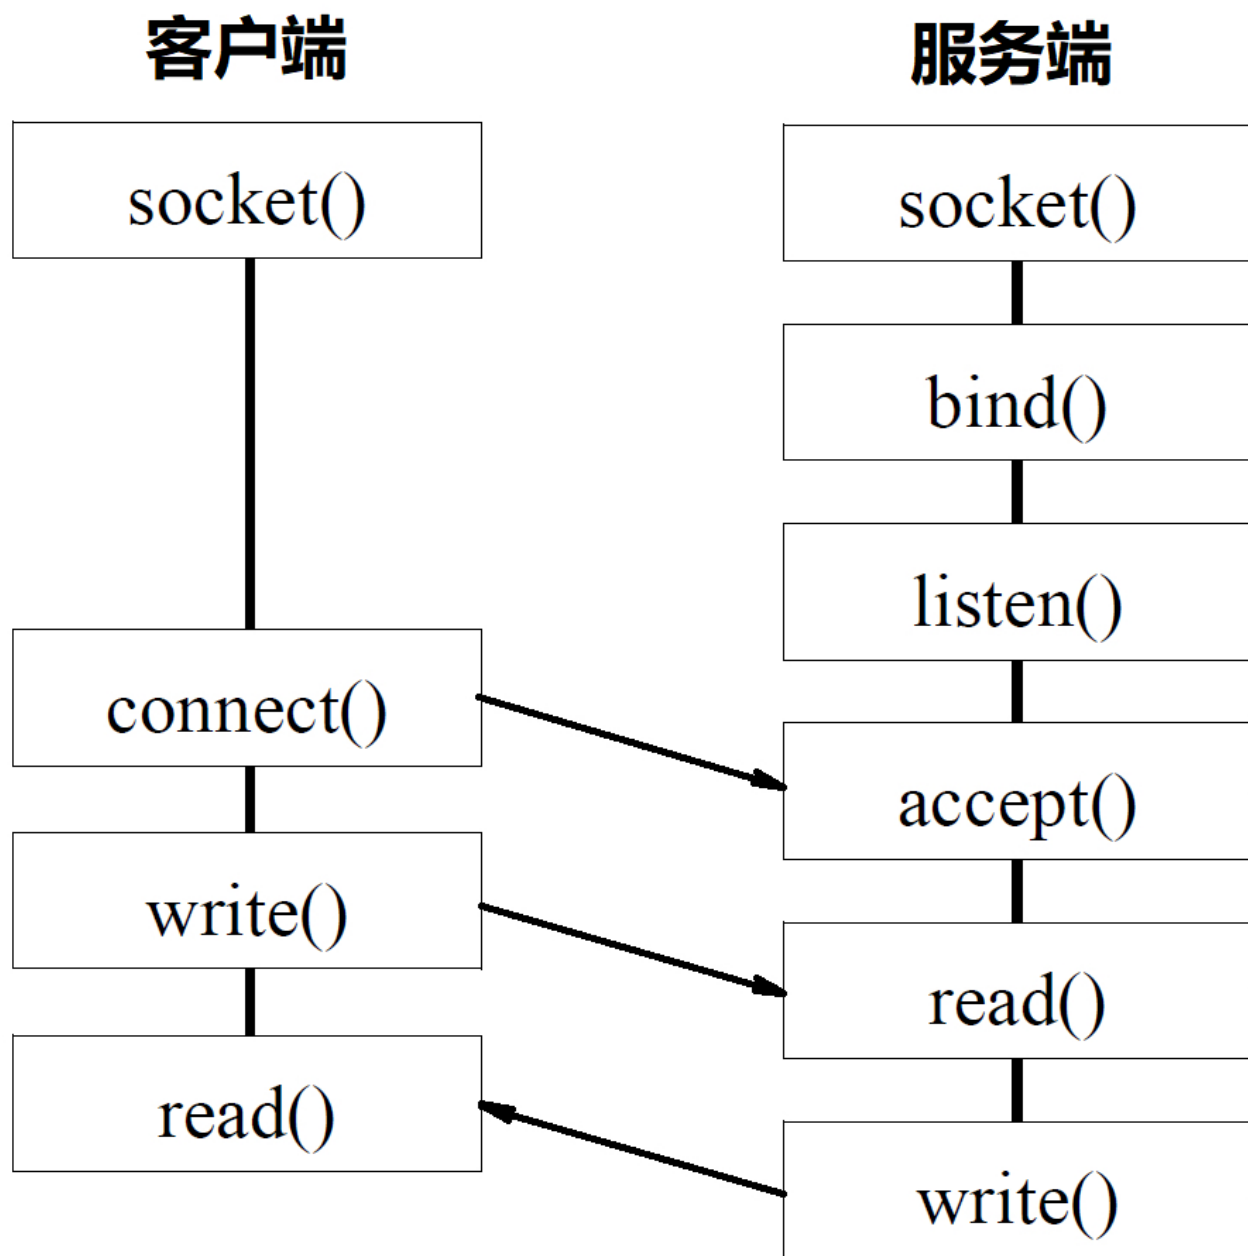 客户端
服务端
socket()
socket()
bind()
listen()
connect()
accept()
write()
read()
read()
write()